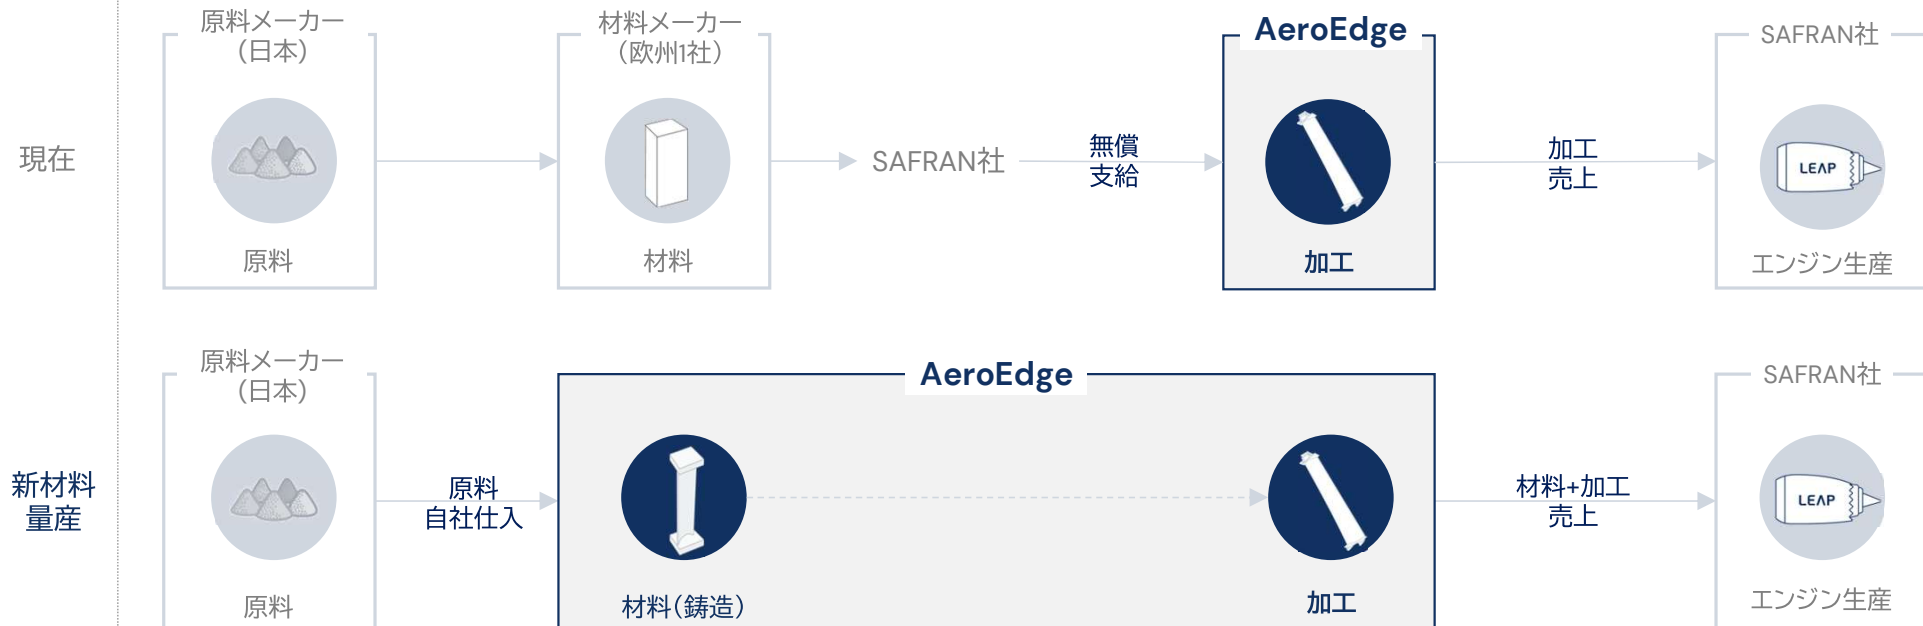 原料メーカー
(日本)
材料メーカー
(欧州1社)
AeroEdge
SAFRAN社
現在
SAFRAN社
無償
支給
加工
売上
LEAP
原料
材料
加工
エンジン生産
原料メーカー
(日本)
AeroEdge
SAFRAN社
新材料
量産
原料
自社仕入
材料+加工
売上
LEAP
原料
材料(鋳造)
加工
エンジン生産